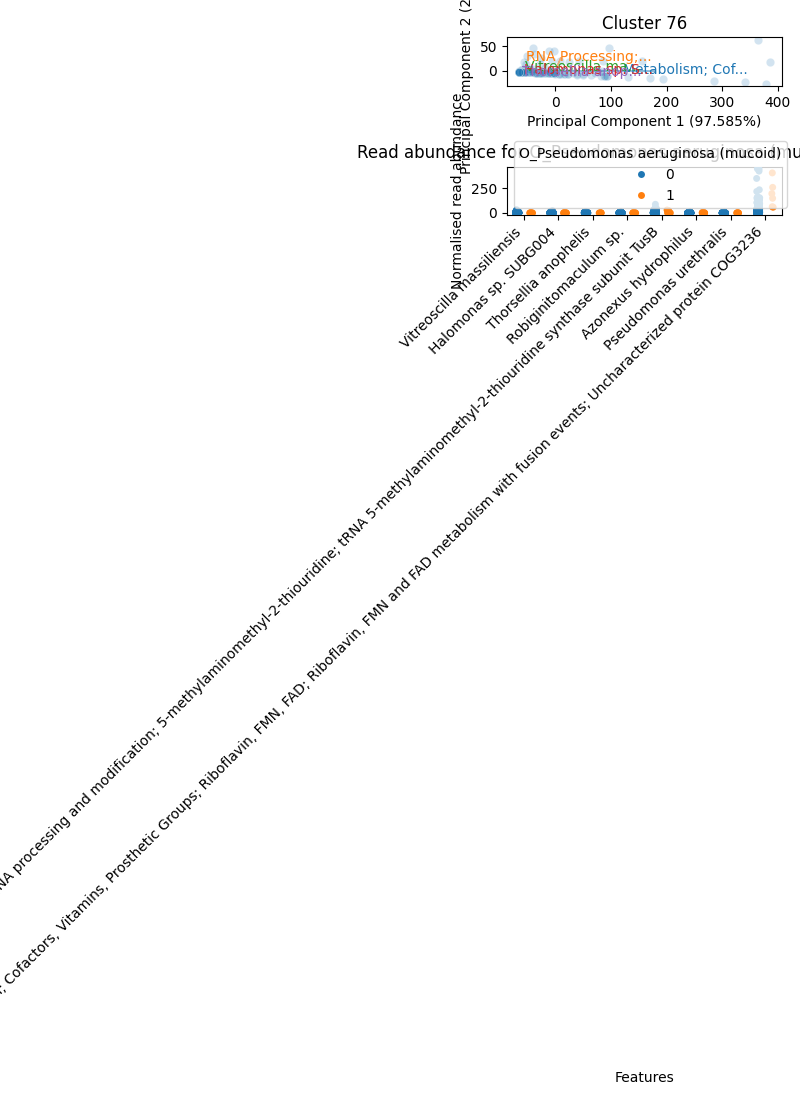 Cluster 76
Principal Component 2 (2
50
0
RNA Processing;...
Vitreoscilla ma...
Halomonas sp. S...
Metabolism; Cof...
0
100
200
300
400
Principal Component 1 (97.585%)
Read abundance fo
O_Pseudomonas aeruginosa (mucoid)
0
1
Normalised read abundance
250
0
Vitreoscilla massiliensis
Halomonas sp. SUBG004
Thorsellia anophelis
Robiginitomaculum sp.
NA processing and modification; 5-methylaminomethyl-2-thiouridine; tRNA 5-methylaminomethyl-2-thiouridine synthase subunit TusB
Azonexus hydrophilus
Pseudomonas urethralis
; Cofactors, Vitamins, Prosthetic Groups; Riboflavin, FMN, FAD; Riboflavin, FMN and FAD metabolism with fusion events; Uncharacterized protein COG3236
Features